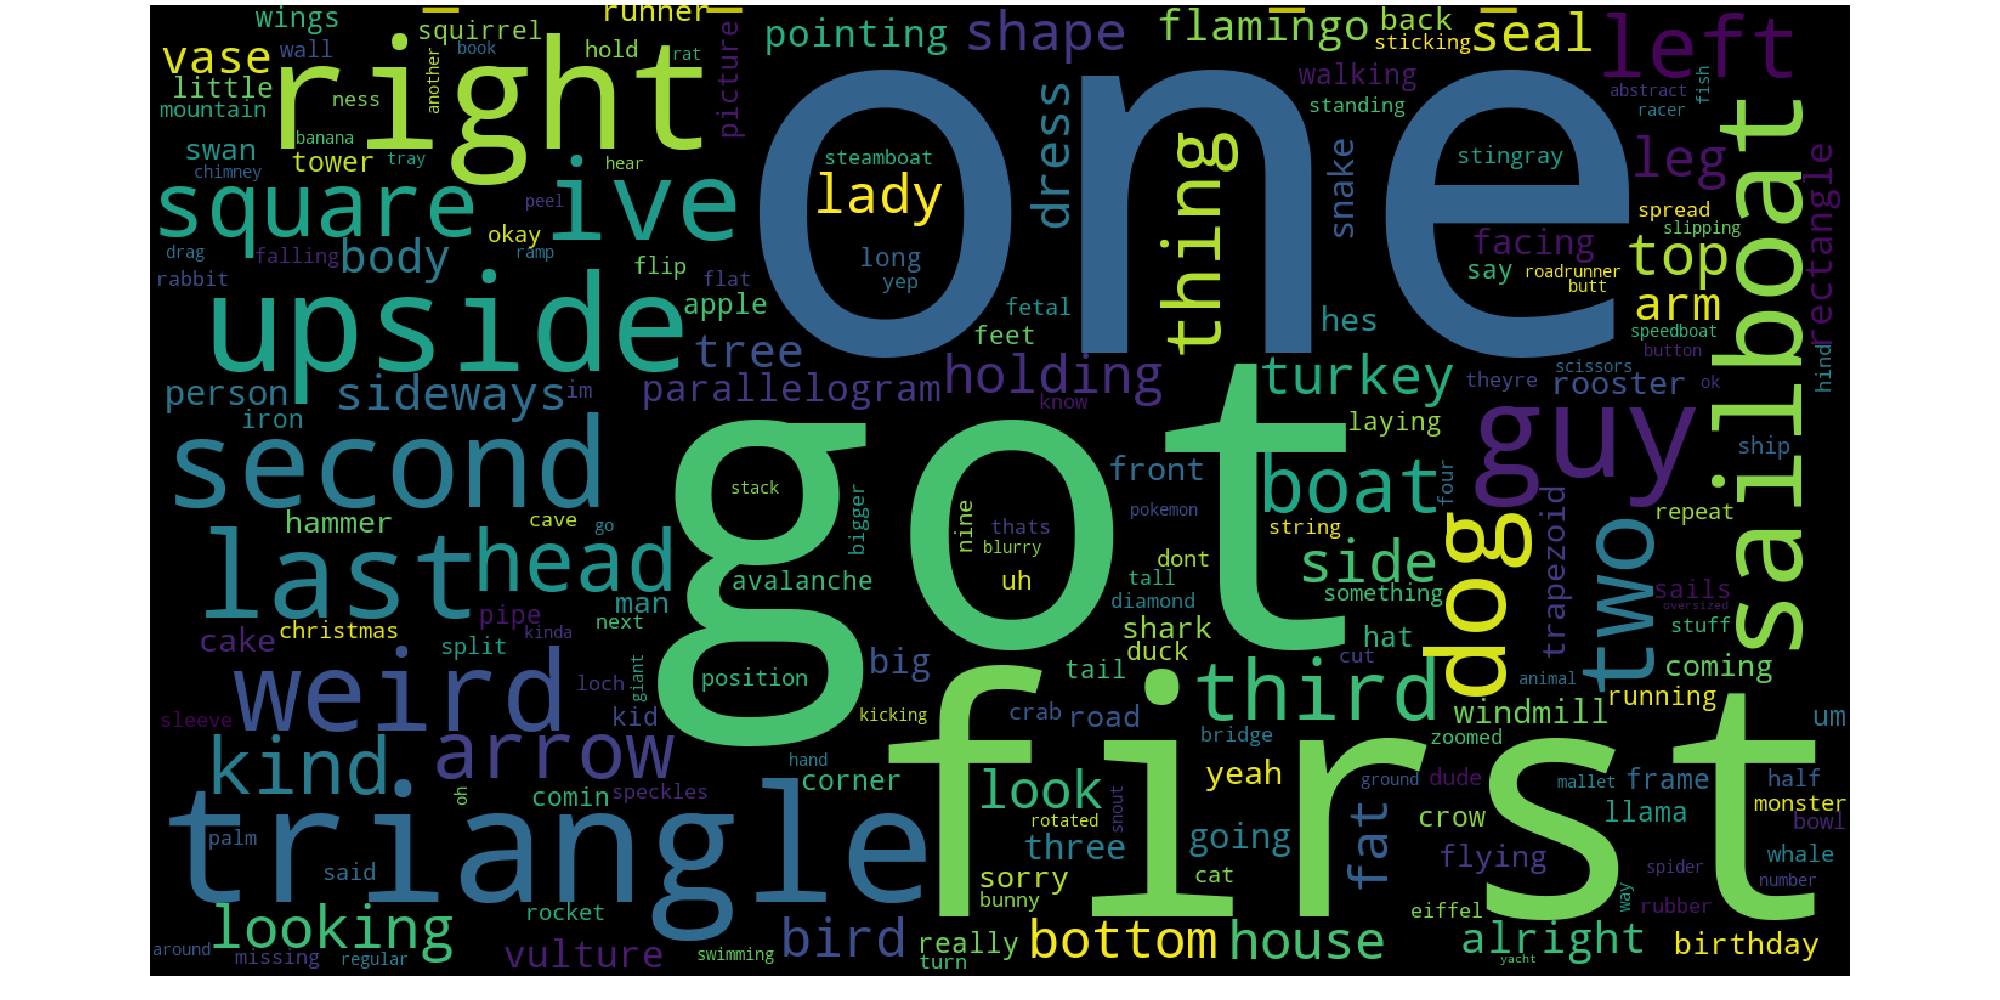 wings
squirrel
runner
pointing
shape
flamingo
back
sticking
seal
left
vase
wall
right
book
hold
rat
another
picture
one
walking
standing
abstract
racer
fish
little
mountain
ness
banana
swan
chimney
tower
tray
hear
steamboat
lady
dress
thing
snake
stingray
leg
sailboat
rectangle
square
ive
peel
okay
ramp
long
yep
facing
spread
slipping
top
drag
rabbit
falling
body
flip
flat
say
roadrunner
butt
arm
upside
apple
fetal
feet
hes
speedboat
button
hind
tree
person
iron
sideways
im
parallelogram
holding
know
turkey
theyre
scissors
rooster
ok
second
got
laying
guy
ship
stack
front
boat
four
hammer
cave
go
bigger
nine
thats
blurry
pokemon
string
dog
trapezoid
repeat
two
last
head
avalanche
uh
dont
tall
diamond
side
something
sails
oversized
stuff
pipe
man
next
kinda
cake
christmas
split
shark
duck
hat
cut
coming
weird
loch
giant
position
big
tail
third
animal
running
sleeve
kid
kicking
first
crab
road
windmill
um
kind
arrow
bridge
zoomed
hand
corner
look
yeah
ground
dude
mallet
frame
half
oh
comin
speckles
rotated
snout
fat
monster
bowl
triangle
palm
said
three
going
crow
llama
flying
whale
sorry
cat
spider
number
bunny
looking
rocket
bird
eiffel
way
rubber
around
missing
regular
vulture
swimming
really
turn
bottom
house
alright
yacht
birthday